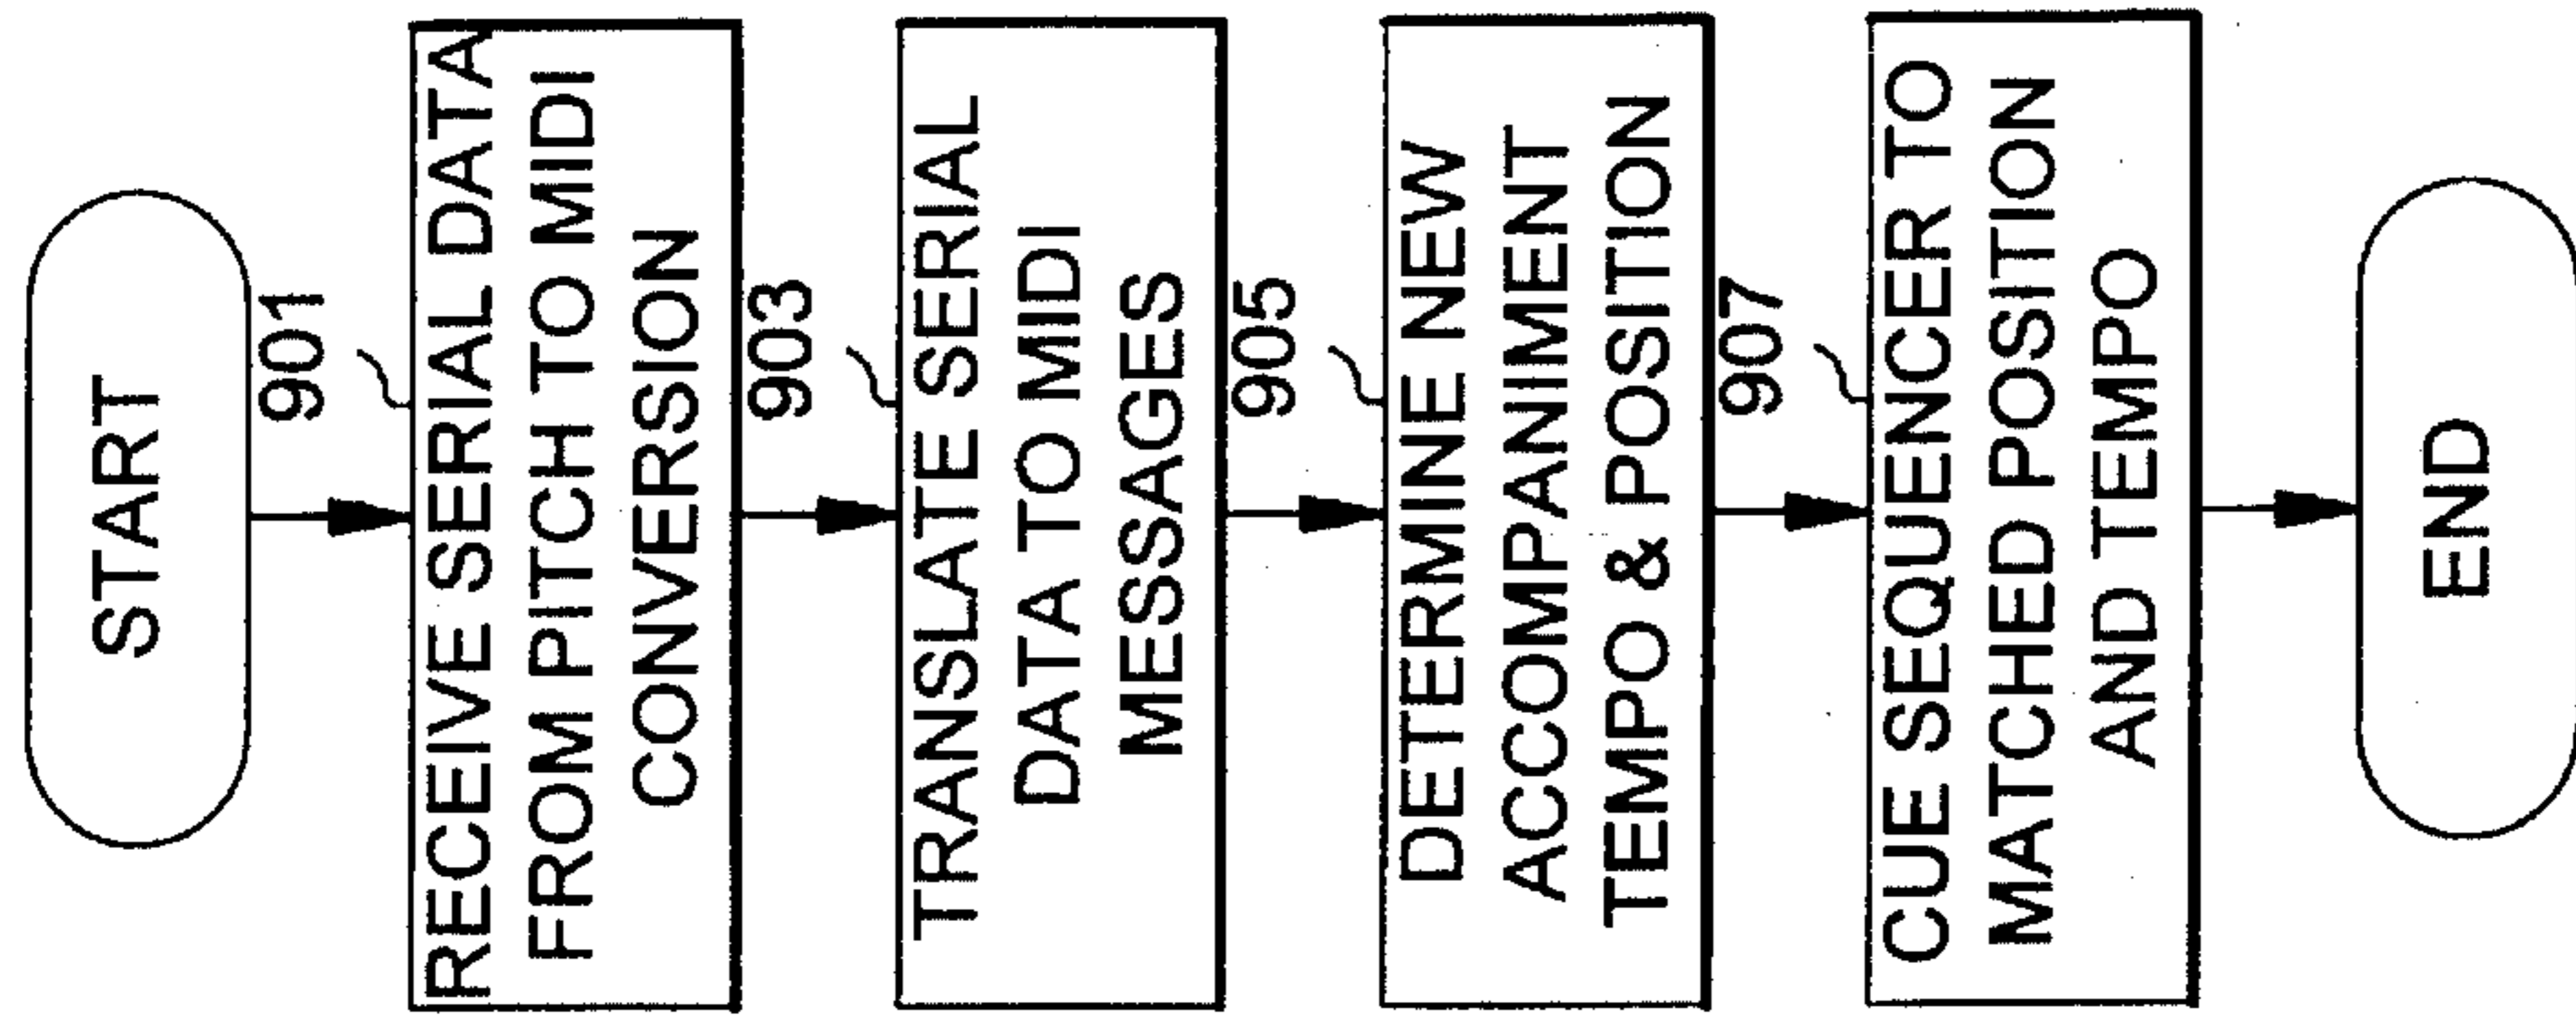 START
901
RECEIVE SERIAL DATA
FROM PITCH TO MIDI
CONVERSION
903
TRANSLATE SERIAL
DATA TO MIDI
MESSAGES
905
DETERMINE NEW
ACCOMPANIMENT
TEMPO & POSITION
907
CUE SEQUENCER TO
MATCHED POSITION
AND TEMPO
END